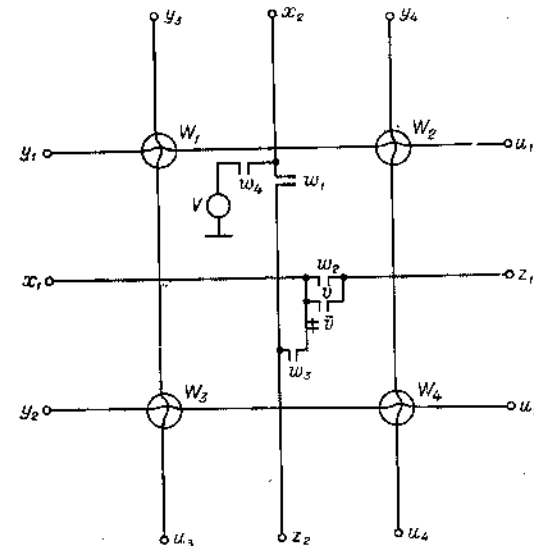 y₃ x₂ y₄
W₁ W₂
y₁ u₁
w₄ w₁
V
x₁ w₂ z₁
v
v̄
w₃
W₃ W₄
y₂ u
u₃ z₂ u₄